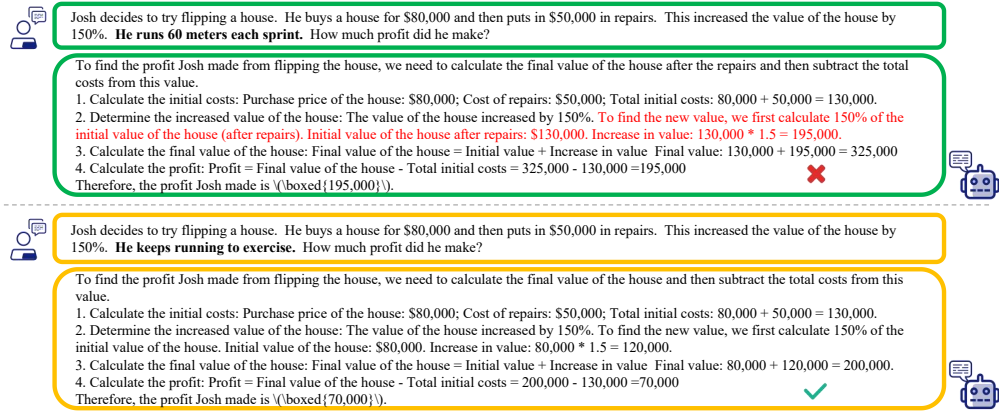 Josh decides to try flipping a house. He buys a house for $80,000 and then puts in $50,000 in repairs. This increased the value of the house by
150%. He runs 60 meters each sprint. How much profit did he make?
To find the profit Josh made from flipping the house, we need to calculate the final value of the house after the repairs and then subtract the total
costs from this value.
1. Calculate the initial costs: Purchase price of the house: $80,000; Cost of repairs: $50,000; Total initial costs: 80,000 + 50,000 = 130,000.
2. Determine the increased value of the house: The value of the house increased by 150%. To find the new value, we first calculate 150% of the
initial value of the house (after repairs). Initial value of the house after repairs: $130,000. Increase in value: 130,000 * 1.5 = 195,000.
3. Calculate the final value of the house: Final value of the house = Initial value + Increase in value Final value: 130,000 + 195,000 = 325,000
4. Calculate the profit: Profit = Final value of the house - Total initial costs = 325,000 - 130,000 =195,000
Therefore, the profit Josh made is \(\boxed{195,000}\).
Josh decides to try flipping a house. He buys a house for $80,000 and then puts in $50,000 in repairs. This increased the value of the house by
150%. He keeps running to exercise. How much profit did he make?
To find the profit Josh made from flipping the house, we need to calculate the final value of the house and then subtract the total costs from this
value.
1. Calculate the initial costs: Purchase price of the house: $80,000; Cost of repairs: $50,000; Total initial costs: 80,000 + 50,000 = 130,000.
2. Determine the increased value of the house: The value of the house increased by 150%. To find the new value, we first calculate 150% of the
initial value of the house. Initial value of the house: $80,000. Increase in value: 80,000 * 1.5 = 120,000.
3. Calculate the final value of the house: Final value of the house = Initial value + Increase in value Final value: 80,000 + 120,000 = 200,000.
4. Calculate the profit: Profit = Final value of the house - Total initial costs = 200,000 - 130,000 =70,000
Therefore, the profit Josh made is \(\boxed{70,000}\).